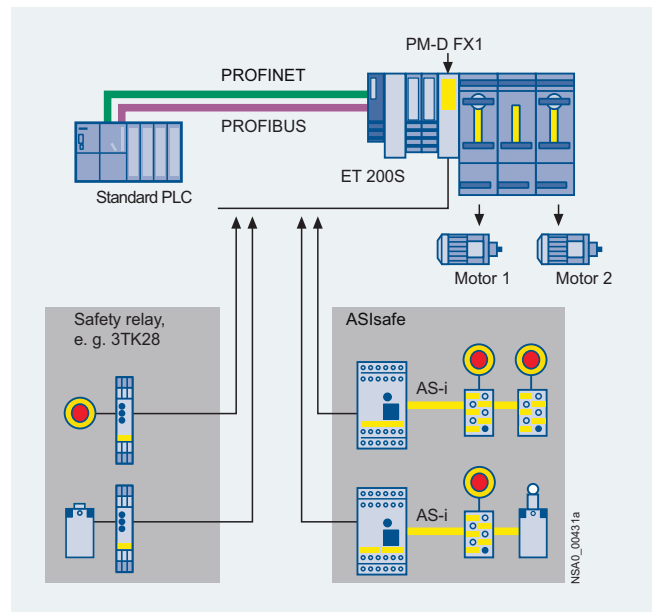 PM-D FX1
PROFINET
PROFIBUS
ET 200S
Standard PLC
Motor 1
Motor 2
Safety relay,
e. g. 3TK28
ASIsafe
AS-i
AS-i
NSA0_00431a